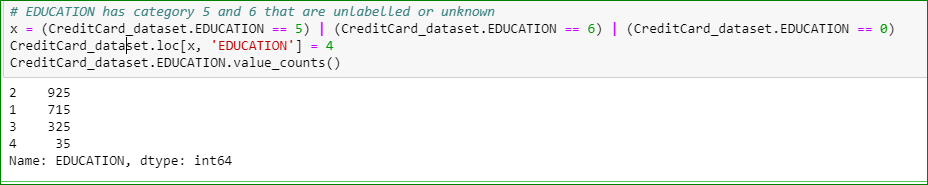 # EDUCATION has category 5 and 6 that are unlabelled or unknown
x = (CreditCard_dataset.EDUCATION == 5) | (CreditCard_dataset.EDUCATION == 6) | (CreditCard_dataset.EDUCATION == 0)
CreditCard_dataset.loc[x, 'EDUCATION'] = 4
CreditCard_dataset.EDUCATION.value_counts()
2    925
1    715
3    325
4     35
Name: EDUCATION, dtype: int64